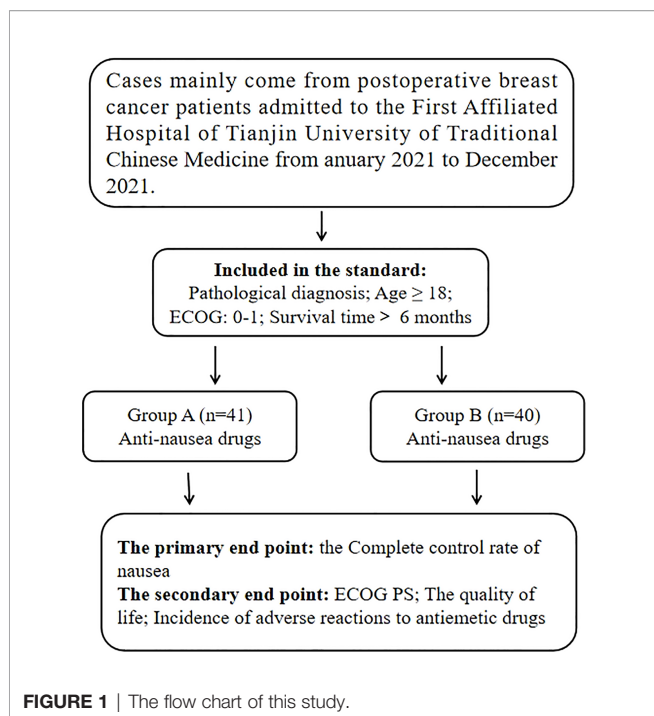 Cases mainly come from postoperative breast
cancer patients admitted to the First Affiliated
Hospital of Tianjin University of Traditional
Chinese Medicine from anuary 2021 to December
2021.
Included in the standard:
Pathological diagnosis; Age ≥ 18;
ECOG: 0-1; Survival time > 6 months
Group A (n=41)
Anti-nausea drugs
Group B (n=40)
Anti-nausea drugs
The primary end point: the Complete control rate of
nausea
The secondary end point: ECOG PS; The quality of
life; Incidence of adverse reactions to antiemetic drugs
FIGURE 1 | The flow chart of this study.